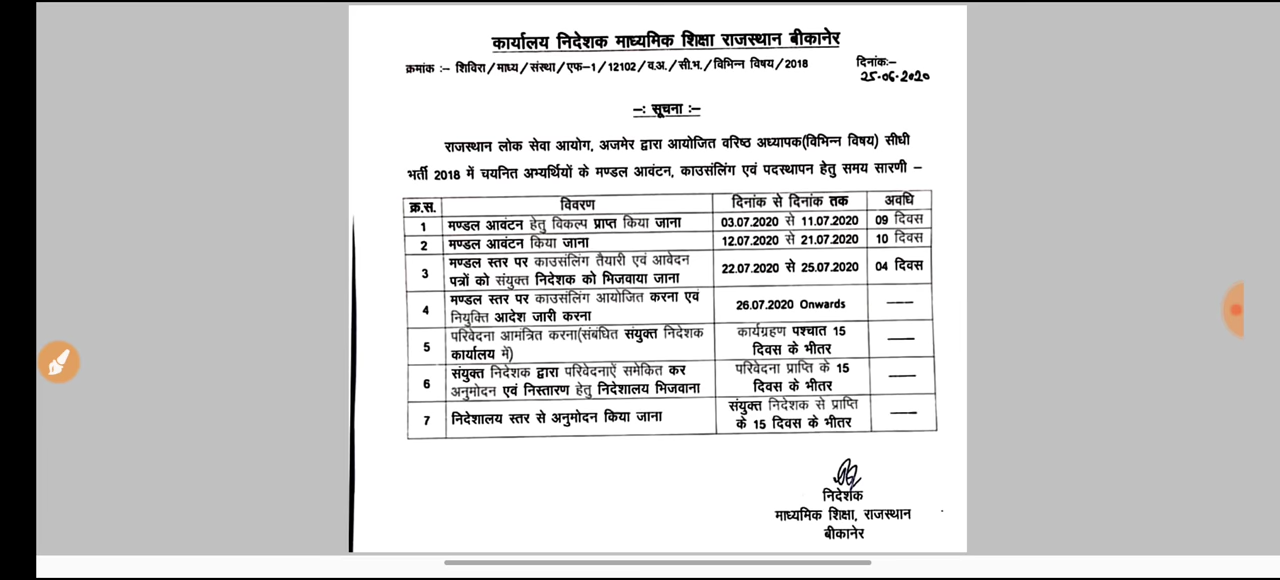 कार्यालय निदेशक माध्यमिक शिक्षा राजस्थान बीकानेर
क्रमांक :– शिविरा/माध्य/संस्था/एफ–1/12102/व.अ./सी.भ./विभिन्न विषय/2018 दिनांकः–
25.06.2020
–: सूचना :–
राजस्थान लोक सेवा आयोग, अजमेर द्वारा आयोजित वरिष्ठ अध्यापक(विभिन्न विषय) सीधी
भर्ती 2018 में चयनित अभ्यर्थियों के मण्डल आवंटन, काउसंलिंग एवं पदस्थापन हेतु समय सारणी –
क्र.स. विवरण दिनांक से दिनांक तक अवधि
1 मण्डल आवंटन हेतु विकल्प प्राप्त किया जाना 03.07.2020 से 11.07.2020 09 दिवस
2 मण्डल आवंटन किया जाना 12.07.2020 से 21.07.2020 10 दिवस
3 मण्डल स्तर पर काउसंलिंग तैयारी एवं आवेदन
पत्रों को संयुक्त निदेशक को भिजवाया जाना 22.07.2020 से 25.07.2020 04 दिवस
4 मण्डल स्तर पर काउसंलिंग आयोजित करना एवं
नियुक्ति आदेश जारी करना 26.07.2020 Onwards ——
5 परिवेदना आमंत्रित करना(संबंधित संयुक्त निदेशक
कार्यालय में) कार्यग्रहण पश्चात 15
दिवस के भीतर ——
6 संयुक्त निदेशक द्वारा परिवेदनाऐं समेकित कर
अनुमोदन एवं निस्तारण हेतु निदेशालय भिजवाना परिवेदना प्राप्ति के 15
दिवस के भीतर ——
7 निदेशालय स्तर से अनुमोदन किया जाना संयुक्त निदेशक से प्राप्ति
के 15 दिवस के भीतर ——
निदेशक
माध्यमिक शिक्षा, राजस्थान
बीकानेर